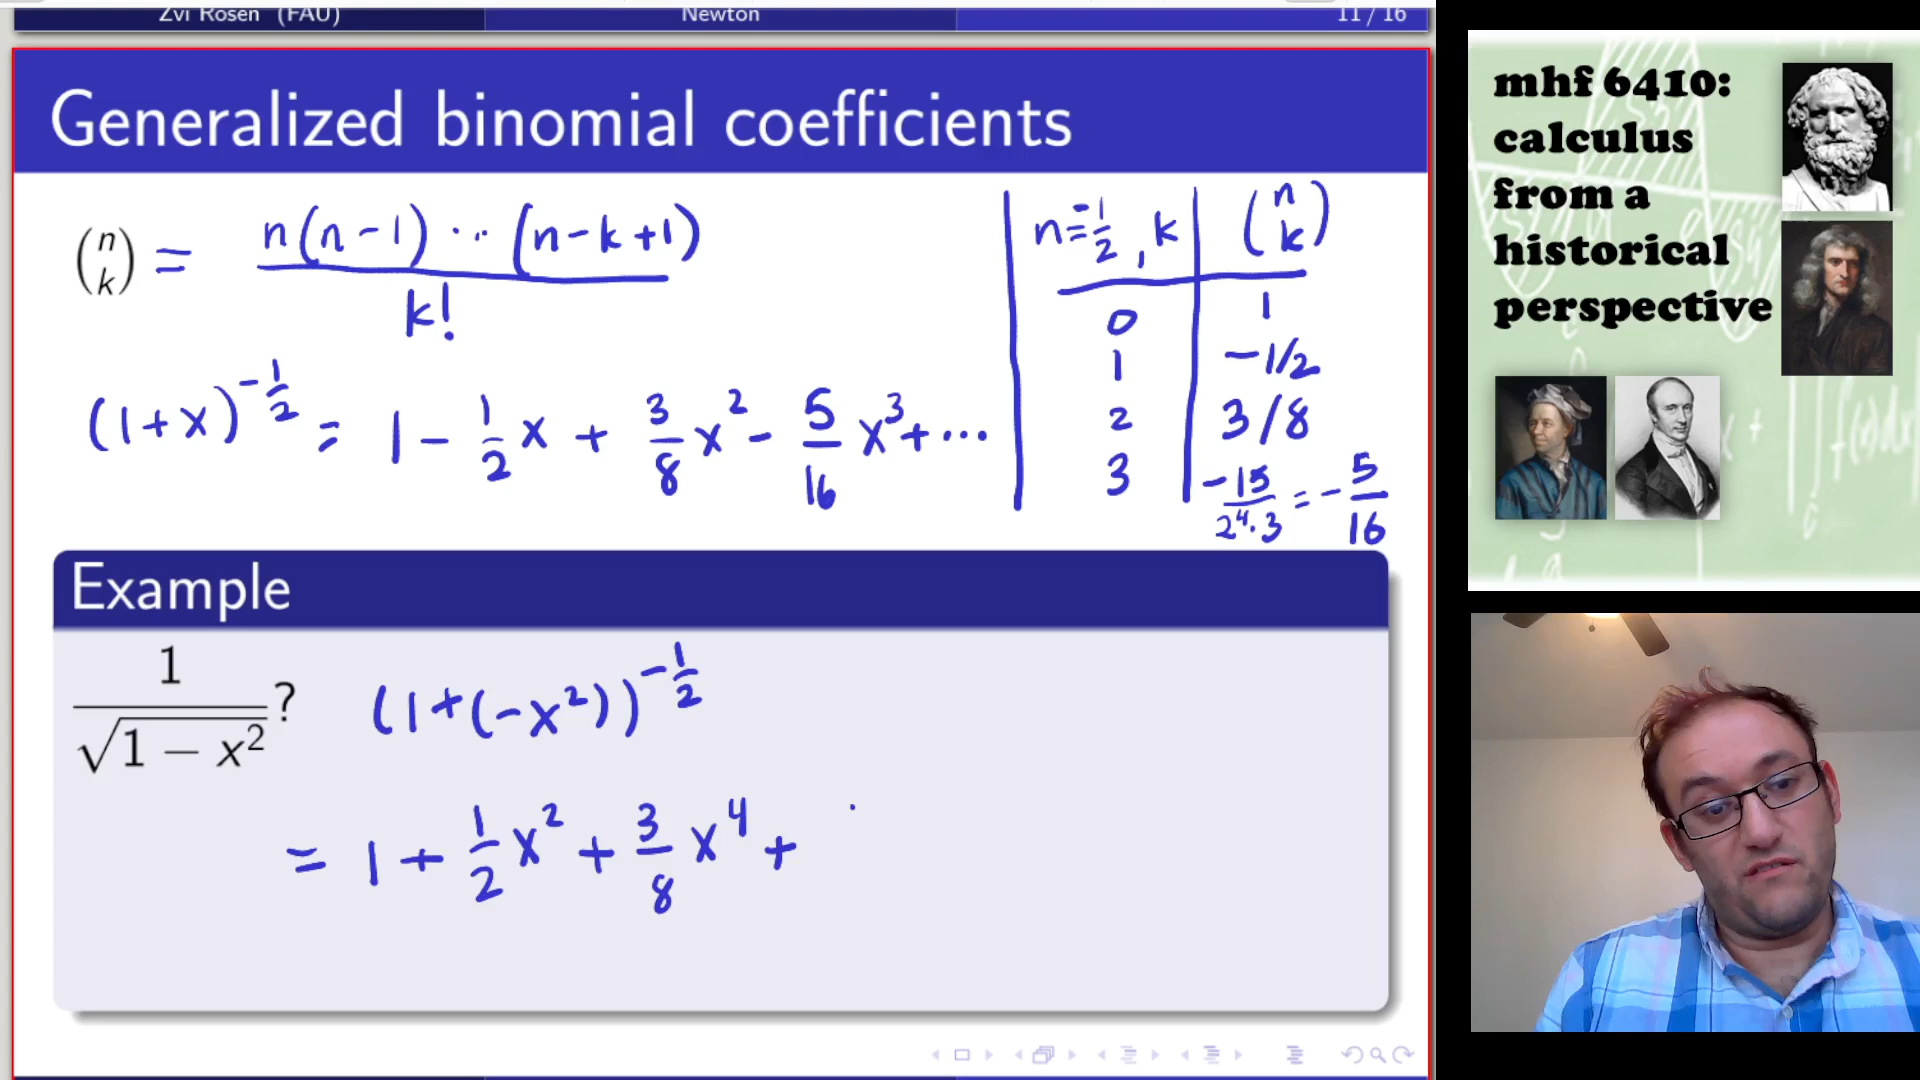 Zvi Rosen (FAU) Newton 11 / 16
Generalized binomial coefficients
(n k) = n(n-1) ··· (n-k+1) / k!
n = -1/2 , k | (n k)
0 | 1
1 | -1/2
2 | 3/8
3 | -15/2⁴·3 = -5/16
(1+x)^(-1/2) = 1 - 1/2 x + 3/8 x² - 5/16 x³ + ···
Example
1/√(1 − x²) ? (1+(-x²))^(-1/2)
= 1 + 1/2 x² + 3/8 x⁴ +
mhf 6410:
calculus
from a
historical
perspective